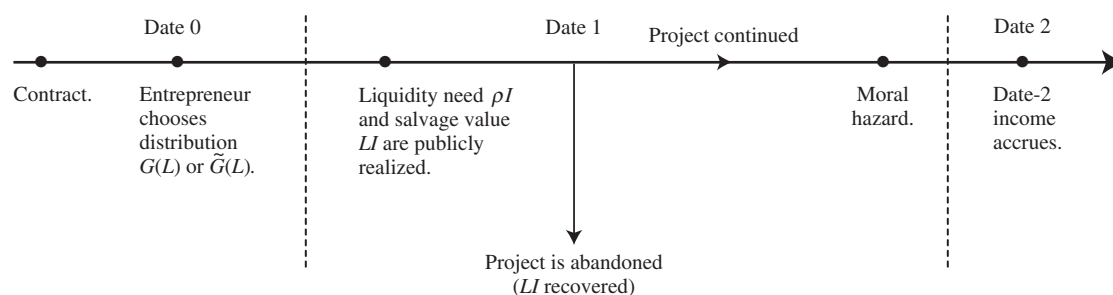 Date 0
Date 1
Date 2
Project continued
Contract.
Entrepreneur
chooses
distribution
G(L) or G̃(L).
Liquidity need ρI
and salvage value
LI are publicly
realized.
Moral
hazard.
Date-2
income
accrues.
Project is abandoned
(LI recovered)